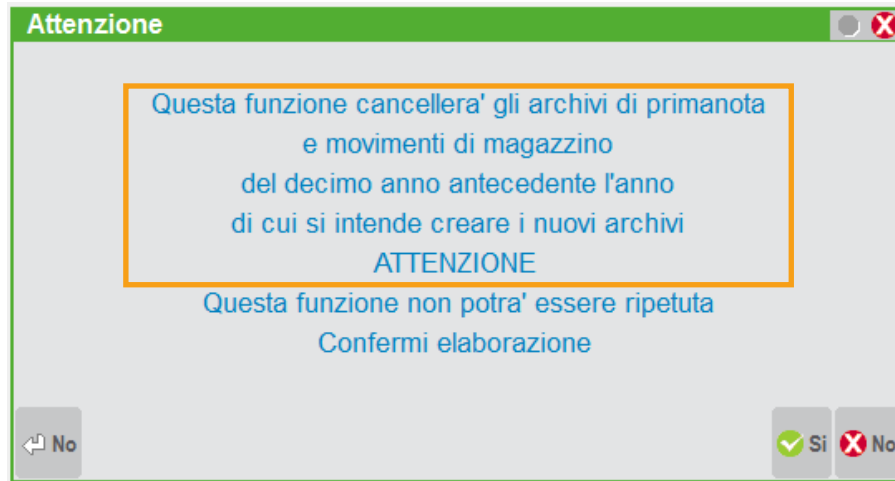 Attenzione
Questa funzione cancellera' gli archivi di primanota
e movimenti di magazzino
del decimo anno antecedente l'anno
di cui si intende creare i nuovi archivi
ATTENZIONE
Questa funzione non potra' essere ripetuta
Confermi elaborazione
No
Si
No